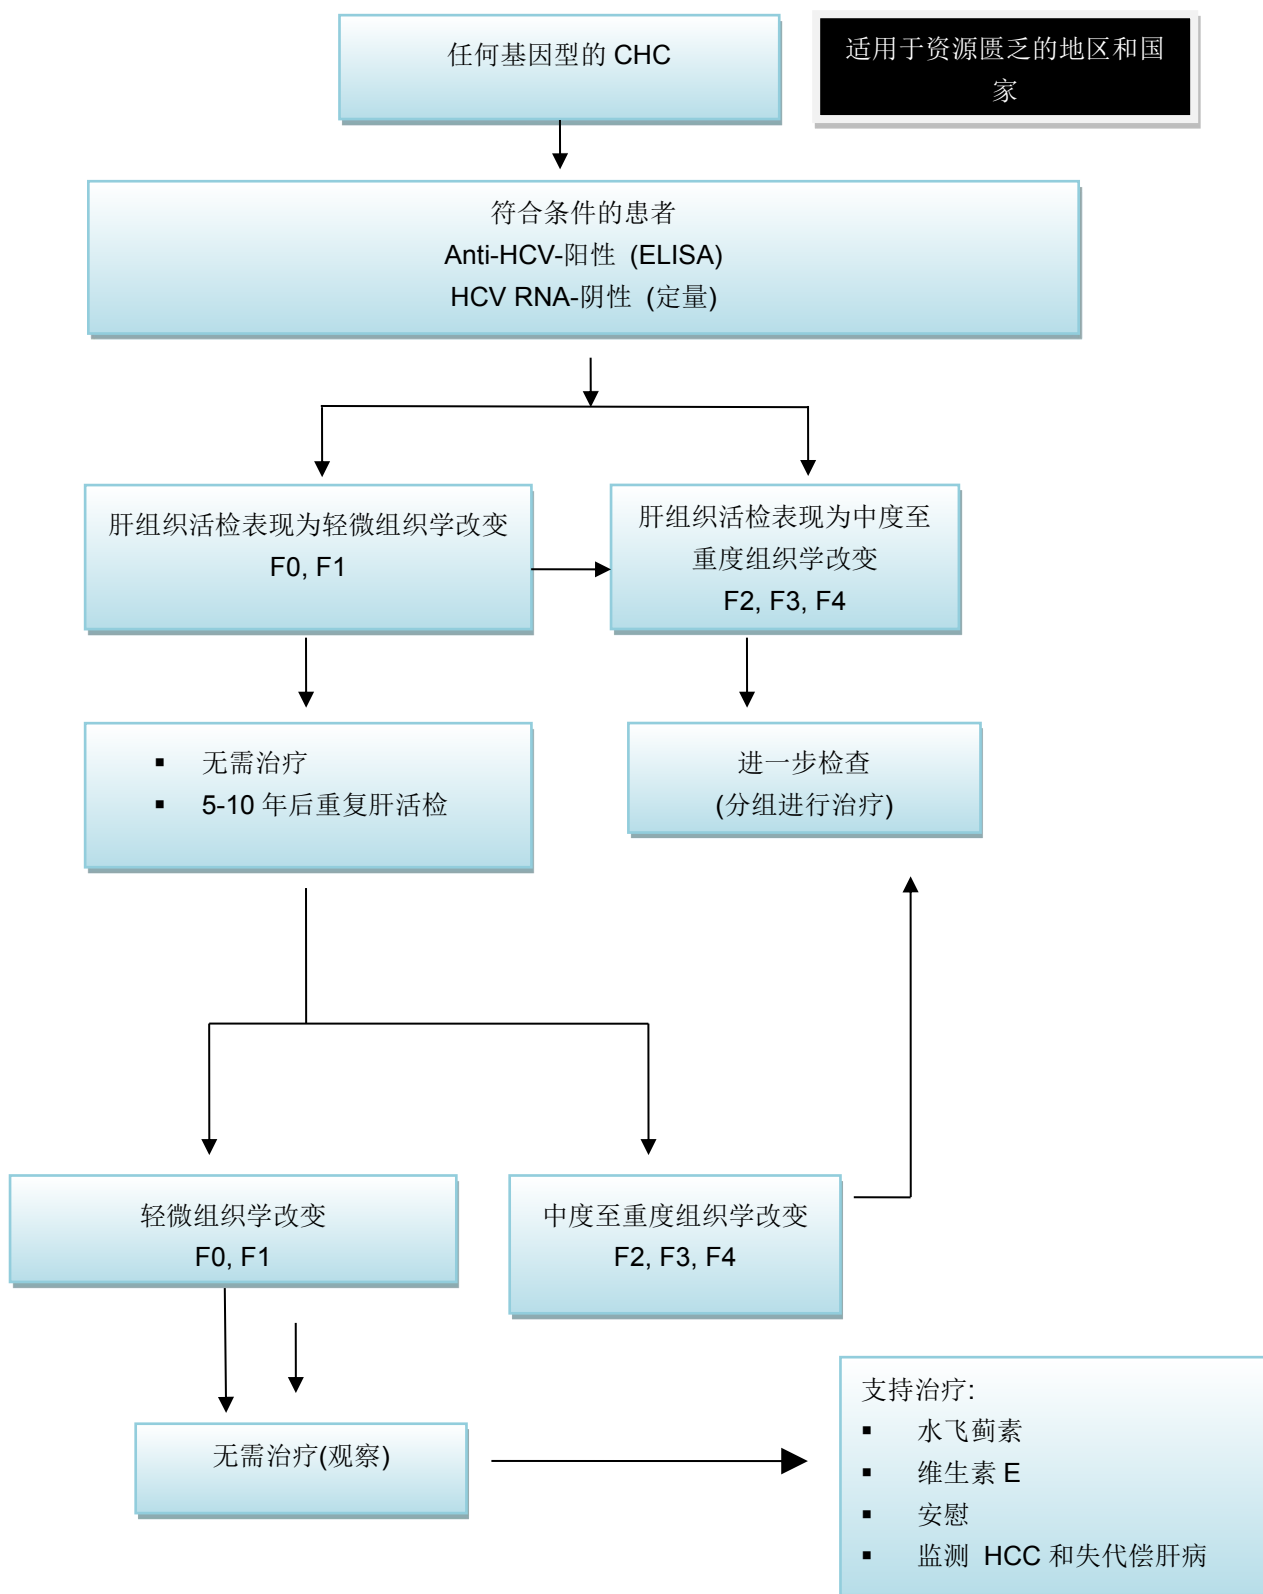 任何基因型的 CHC
适用于资源匮乏的地区和国
家
符合条件的患者
Anti-HCV-阳性 (ELISA)
HCV RNA-阴性 (定量)
肝组织活检表现为轻微组织学改变
F0, F1
肝组织活检表现为中度至
重度组织学改变
F2, F3, F4
▪ 无需治疗
▪ 5-10 年后重复肝活检
进一步检查
(分组进行治疗)
轻微组织学改变
F0, F1
中度至重度组织学改变
F2, F3, F4
无需治疗(观察)
支持治疗:
▪ 水飞蓟素
▪ 维生素 E
▪ 安慰
▪ 监测 HCC 和失代偿肝病